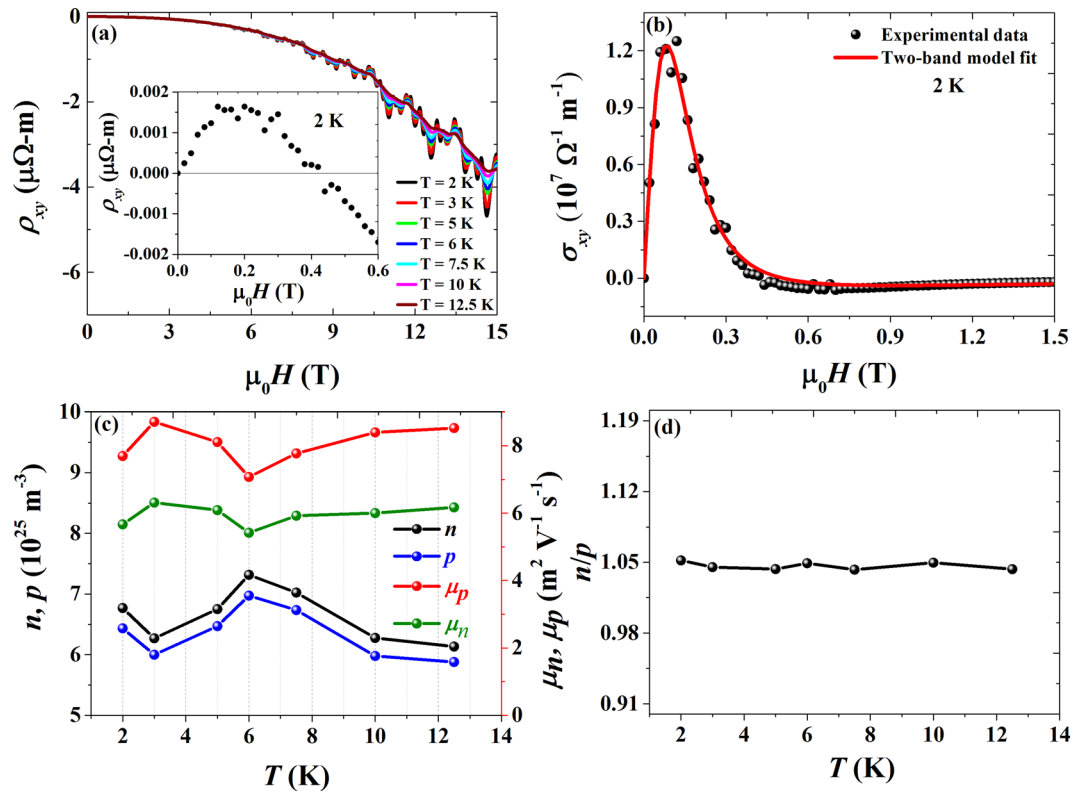 (a)
0
-2
-4
-6
ρxy (μΩ-m)
0 3 6 9 12 15
μ0H (T)
0.002
0.001
0.000
-0.001
-0.002
ρxy (μΩ-m)
2 K
0.0 0.2 0.4 0.6
μ0H (T)
T = 2 K
T = 3 K
T = 5 K
T = 6 K
T = 7.5 K
T = 10 K
T = 12.5 K
(b)
1.2
0.9
0.6
0.3
0.0
σxy (10⁷ Ω⁻¹ m⁻¹)
Experimental data
Two-band model fit
2 K
0.0 0.3 0.6 0.9 1.2 1.5
μ0H (T)
(c)
10
9
8
7
6
5
n, p (10²⁵ m⁻³)
n
p
μp
μn
8
6
4
2
0
μn, μp (m² V⁻¹ s⁻¹)
2 4 6 8 10 12 14
T (K)
(d)
1.19
1.12
1.05
0.98
0.91
n/p
2 4 6 8 10 12 14
T (K)